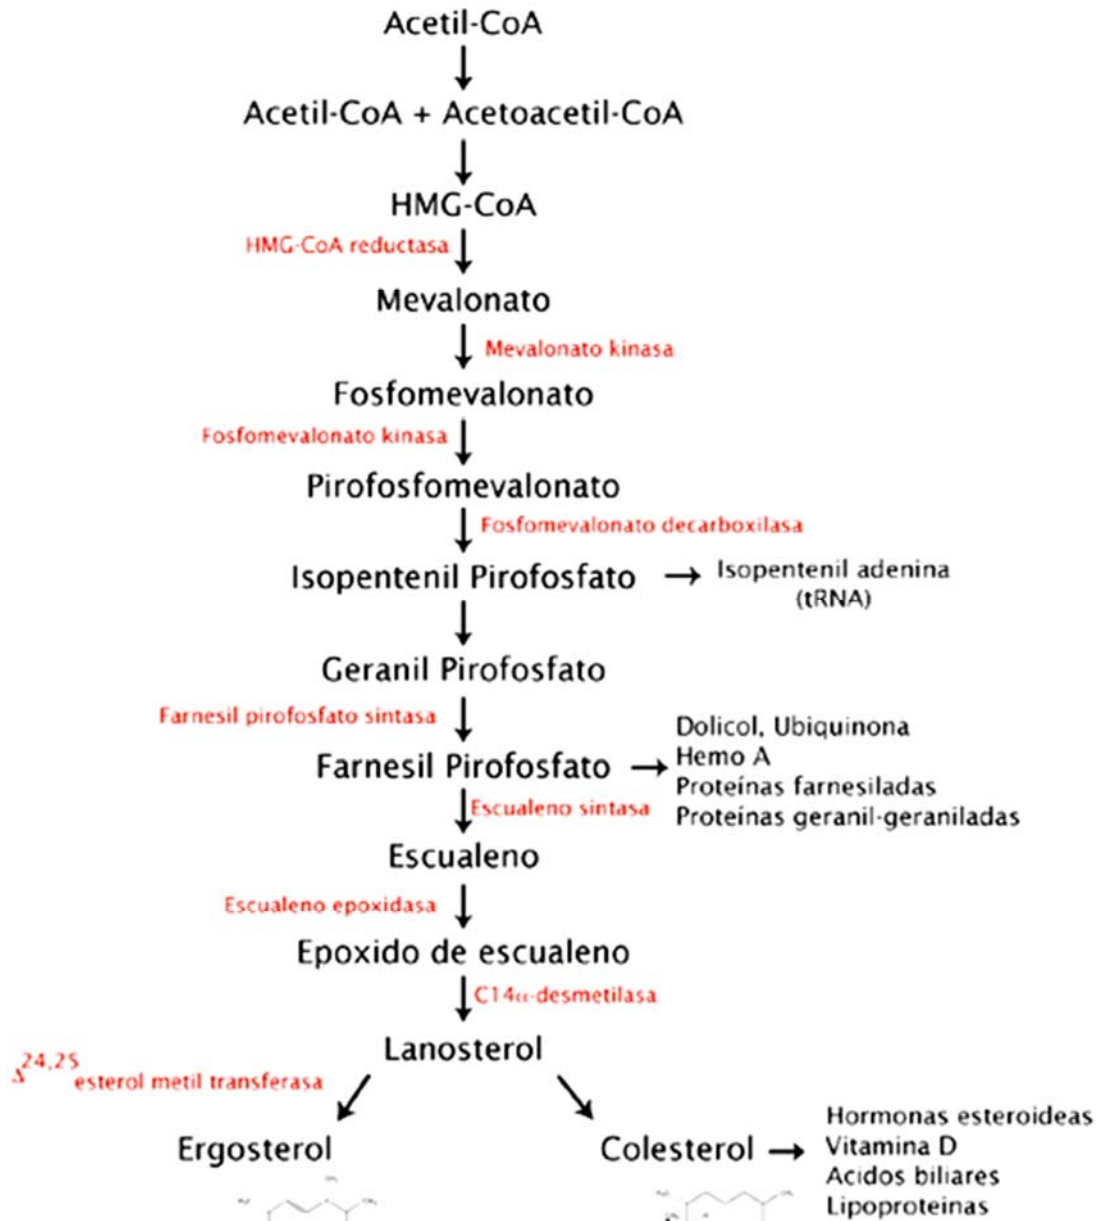 Acetil-CoA
Acetil-CoA + Acetoacetil-CoA
HMG-CoA
HMG-CoA reductasa
Mevalonato
Mevalonato kinasa
Fosfomevalonato
Fosfomevalonato kinasa
Pirofosfomevalonato
Fosfomevalonato decarboxilasa
Isopentenil Pirofosfato
Isopentenil adenina
(tRNA)
Geranil Pirofosfato
Farnesil pirofosfato sintasa
Farnesil Pirofosfato
Dolicol, Ubiquinona
Hemo A
Proteínas farnesiladas
Proteínas geranil-geraniladas
Escualeno sintasa
Escualeno
Escualeno epoxidasa
Epoxido de escualeno
C14α-desmetilasa
Lanosterol
Δ24,25 esterol metil transferasa
Ergosterol
Colesterol
Hormonas esteroideas
Vitamina D
Acidos biliares
Lipoproteínas